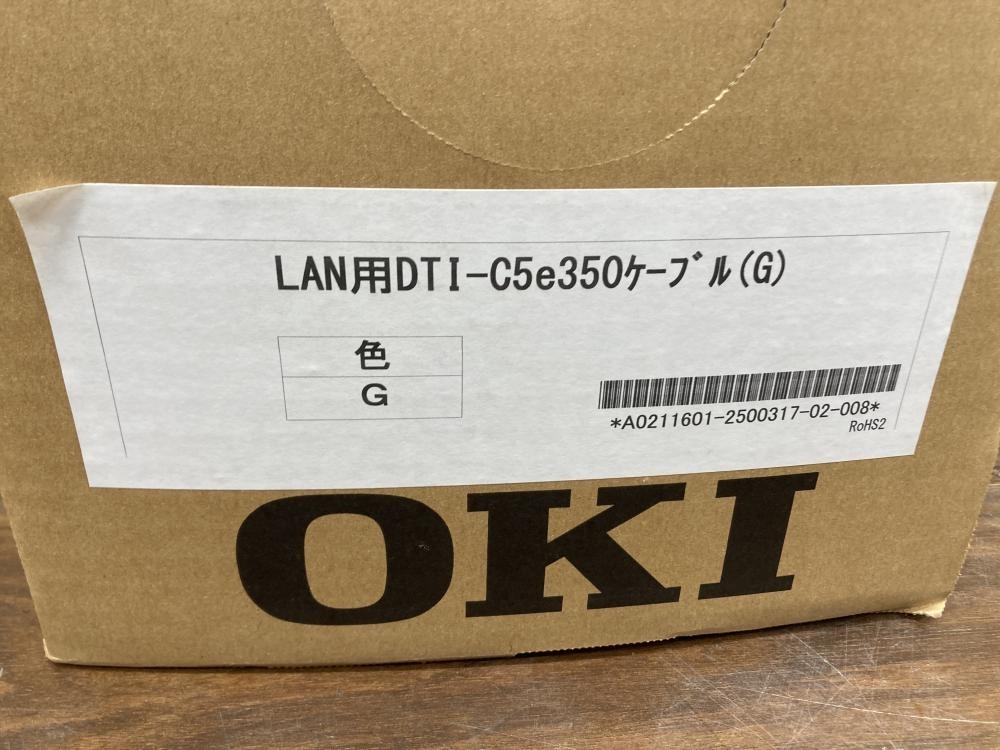 LAN用DTI-C5e350ｹｰﾌﾞﾙ(G)
色
G
*A0211601-2500317-02-008*
RoHS2
OKI